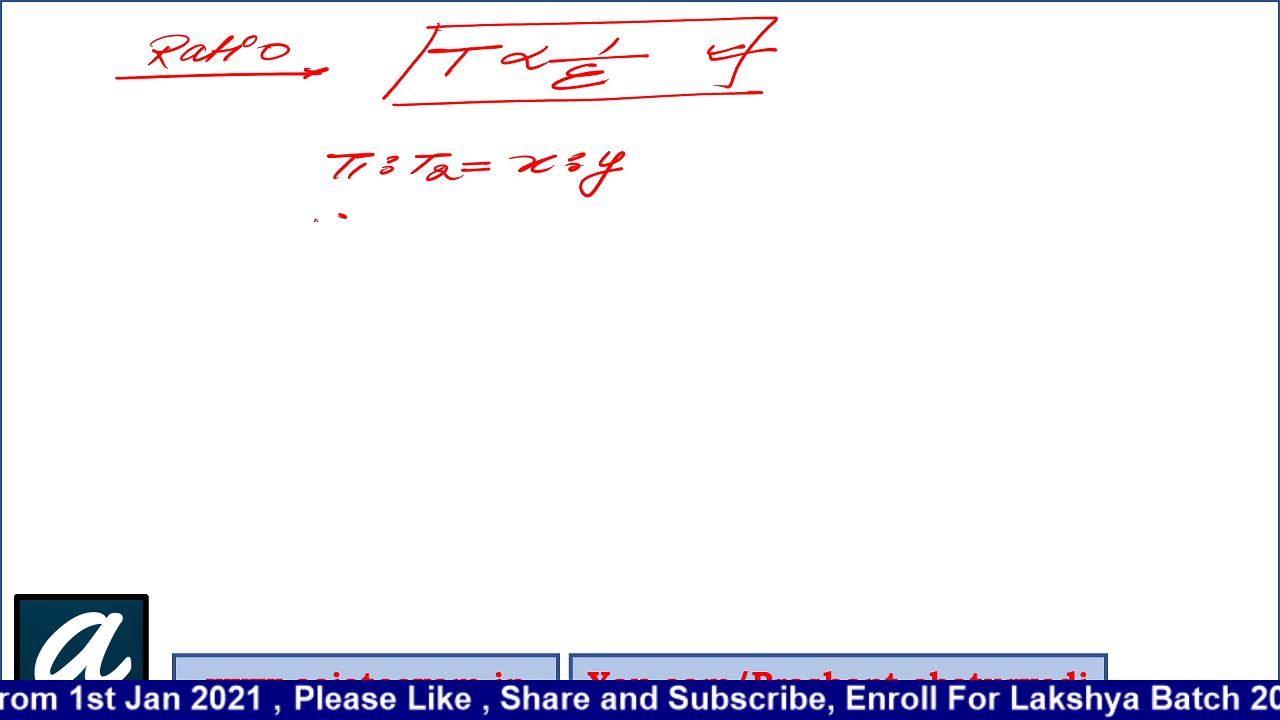 Ratio T ∝ 1/E
T1 : T2 = x : y
rom 1st Jan 2021 , Please Like , Share and Subscribe, Enroll For Lakshya Batch 20